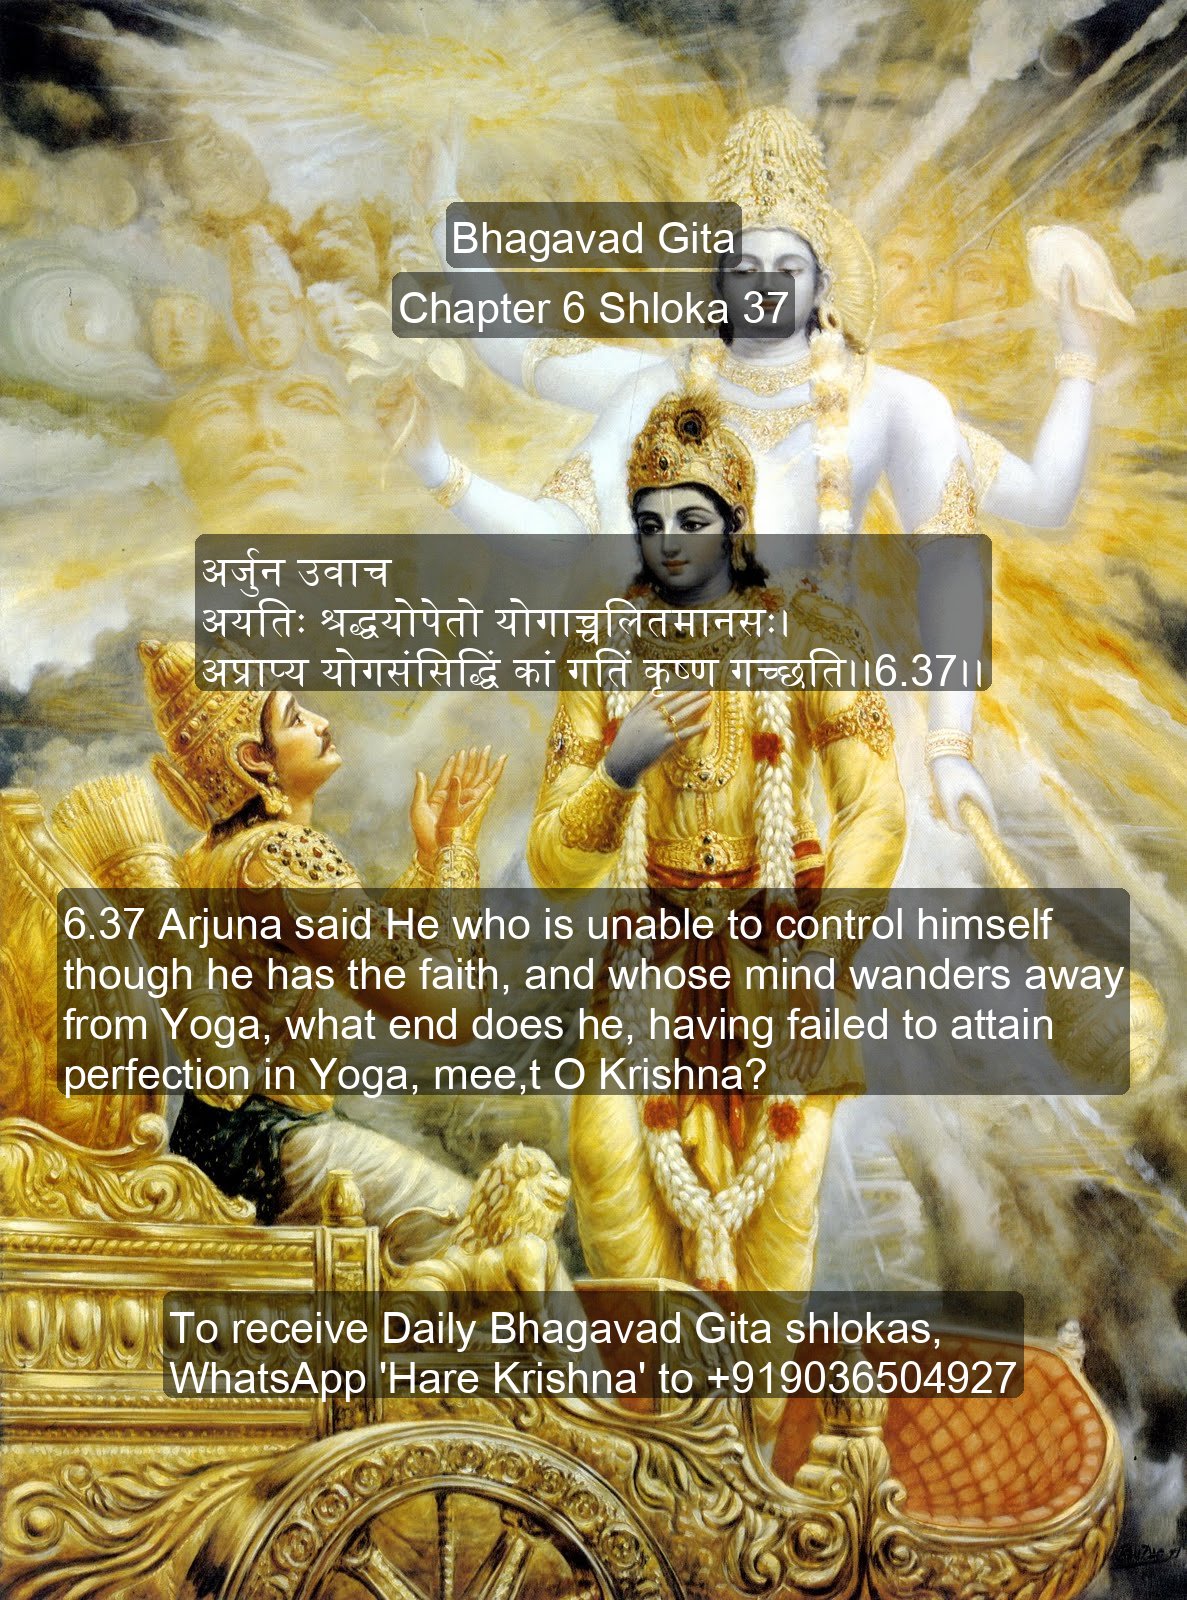 Bhagavad Gita
Chapter 6 Shloka 37
अर्जुन उवाच
अयतिः श्रद्धयोपेतो योगाच्चलितमानसः।
अप्राप्य योगसंसिद्धिं कां गतिं कृष्ण गच्छति।।6.37।।
6.37 Arjuna said He who is unable to control himself
though he has the faith, and whose mind wanders away
from Yoga, what end does he, having failed to attain
perfection in Yoga, mee,t O Krishna?
To receive Daily Bhagavad Gita shlokas,
WhatsApp 'Hare Krishna' to +919036504927